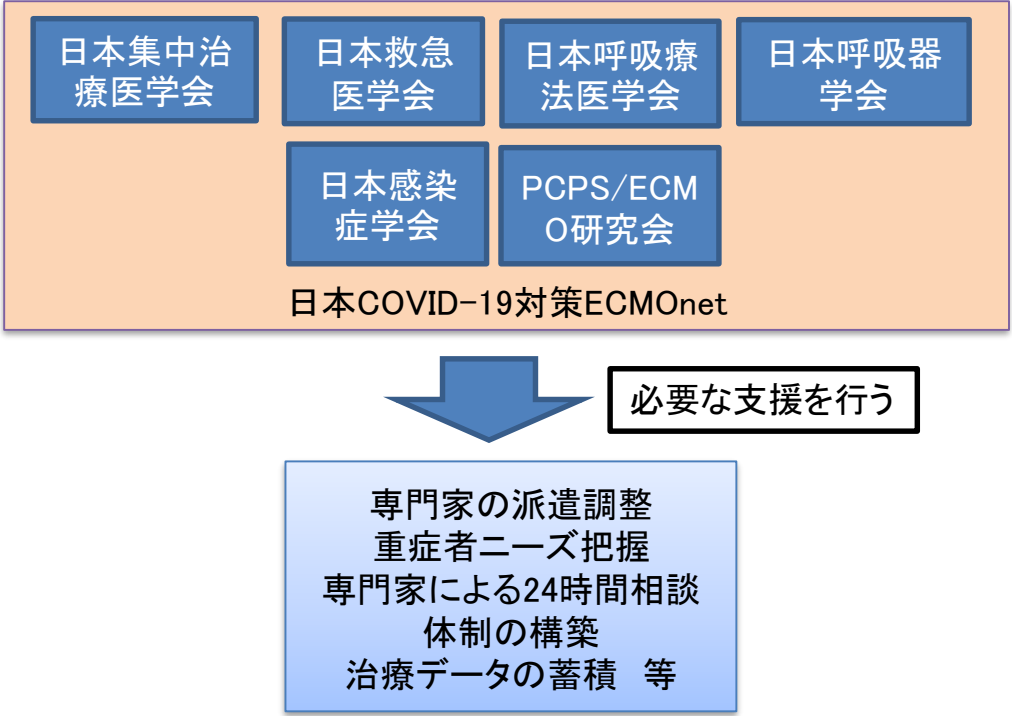 日本集中治
療医学会
日本救急
医学会
日本呼吸療
法医学会
日本呼吸器
学会
日本感染
症学会
PCPS/ECM
O研究会
日本COVID-19対策ECMOnet
必要な支援を行う
専門家の派遣調整
重症者ニーズ把握
専門家による24時間相談
体制の構築
治療データの蓄積　等